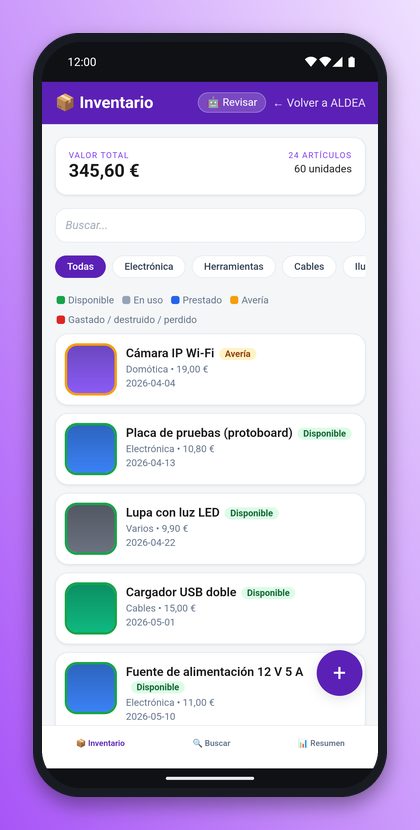 12:00
📦 Inventario
🤖 Revisar
← Volver a ALDEA
VALOR TOTAL
345,60 €
24 ARTÍCULOS
60 unidades
Buscar...
Todas
Electrónica
Herramientas
Cables
Ilu
Disponible
En uso
Prestado
Avería
Gastado / destruido / perdido
Cámara IP Wi-Fi
Avería
Domótica • 19,00 €
2026-04-04
Placa de pruebas (protoboard)
Disponible
Electrónica • 10,80 €
2026-04-13
Lupa con luz LED
Disponible
Varios • 9,90 €
2026-04-22
Cargador USB doble
Disponible
Cables • 15,00 €
2026-05-01
Fuente de alimentación 12 V 5 A
Disponible
Electrónica • 11,00 €
2026-05-10
+
📦 Inventario
🔍 Buscar
📊 Resumen